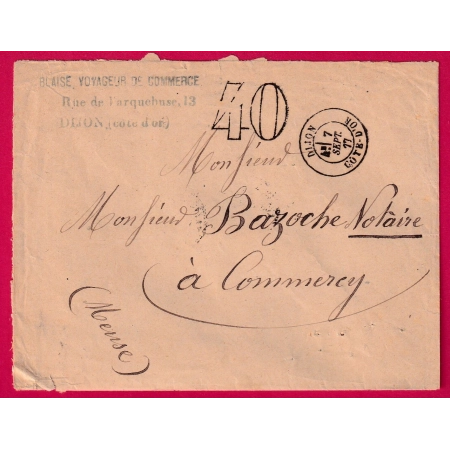 BLAISE, VOYAGEUR DE COMMERCE
Rue de l'arquebuse, 13
DIJON (côte d'or)
40
DIJON
7
SEPT.
77
COTE-D'OR
Monsieur
Monsieur Bazoche Notaire
à Commercy
(Meuse)